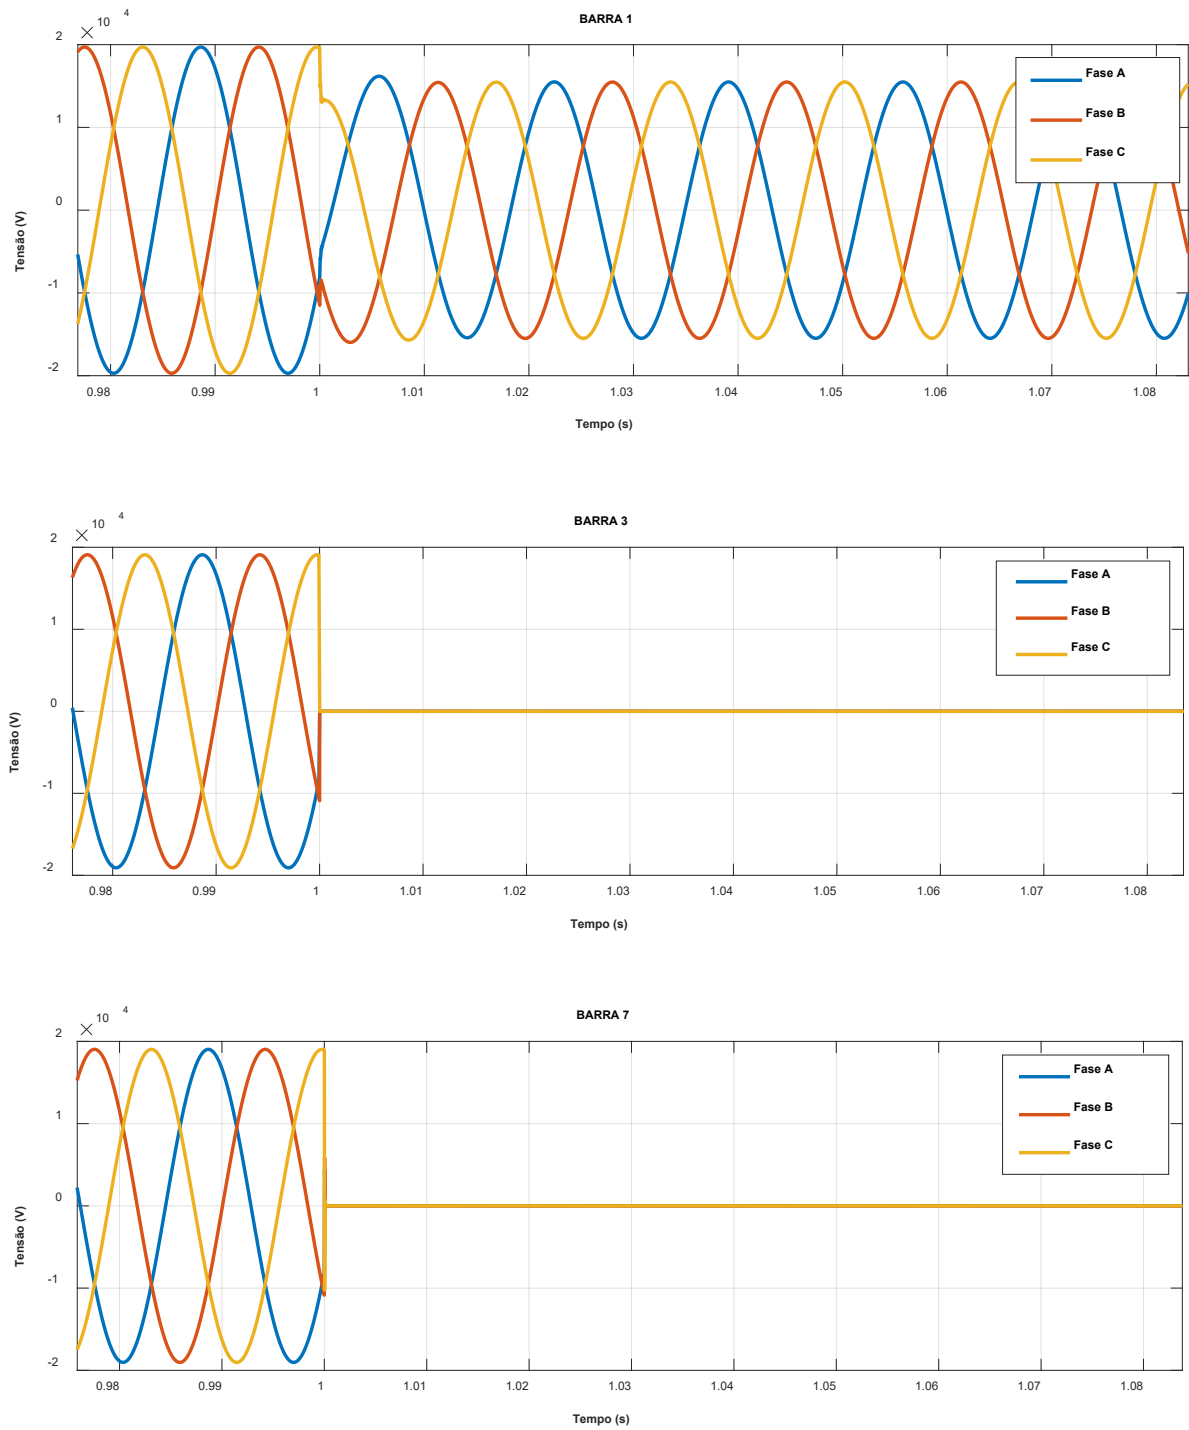 BARRA 1
× 10 4
2
1
0
-1
-2
Tensão (V)
Fase A
Fase B
Fase C
0.98 0.99 1 1.01 1.02 1.03 1.04 1.05 1.06 1.07 1.08
Tempo (s)
BARRA 3
× 10 4
2
1
0
-1
-2
Tensão (V)
Fase A
Fase B
Fase C
0.98 0.99 1 1.01 1.02 1.03 1.04 1.05 1.06 1.07 1.08
Tempo (s)
BARRA 7
× 10 4
2
1
0
-1
-2
Tensão (V)
Fase A
Fase B
Fase C
0.98 0.99 1 1.01 1.02 1.03 1.04 1.05 1.06 1.07 1.08
Tempo (s)